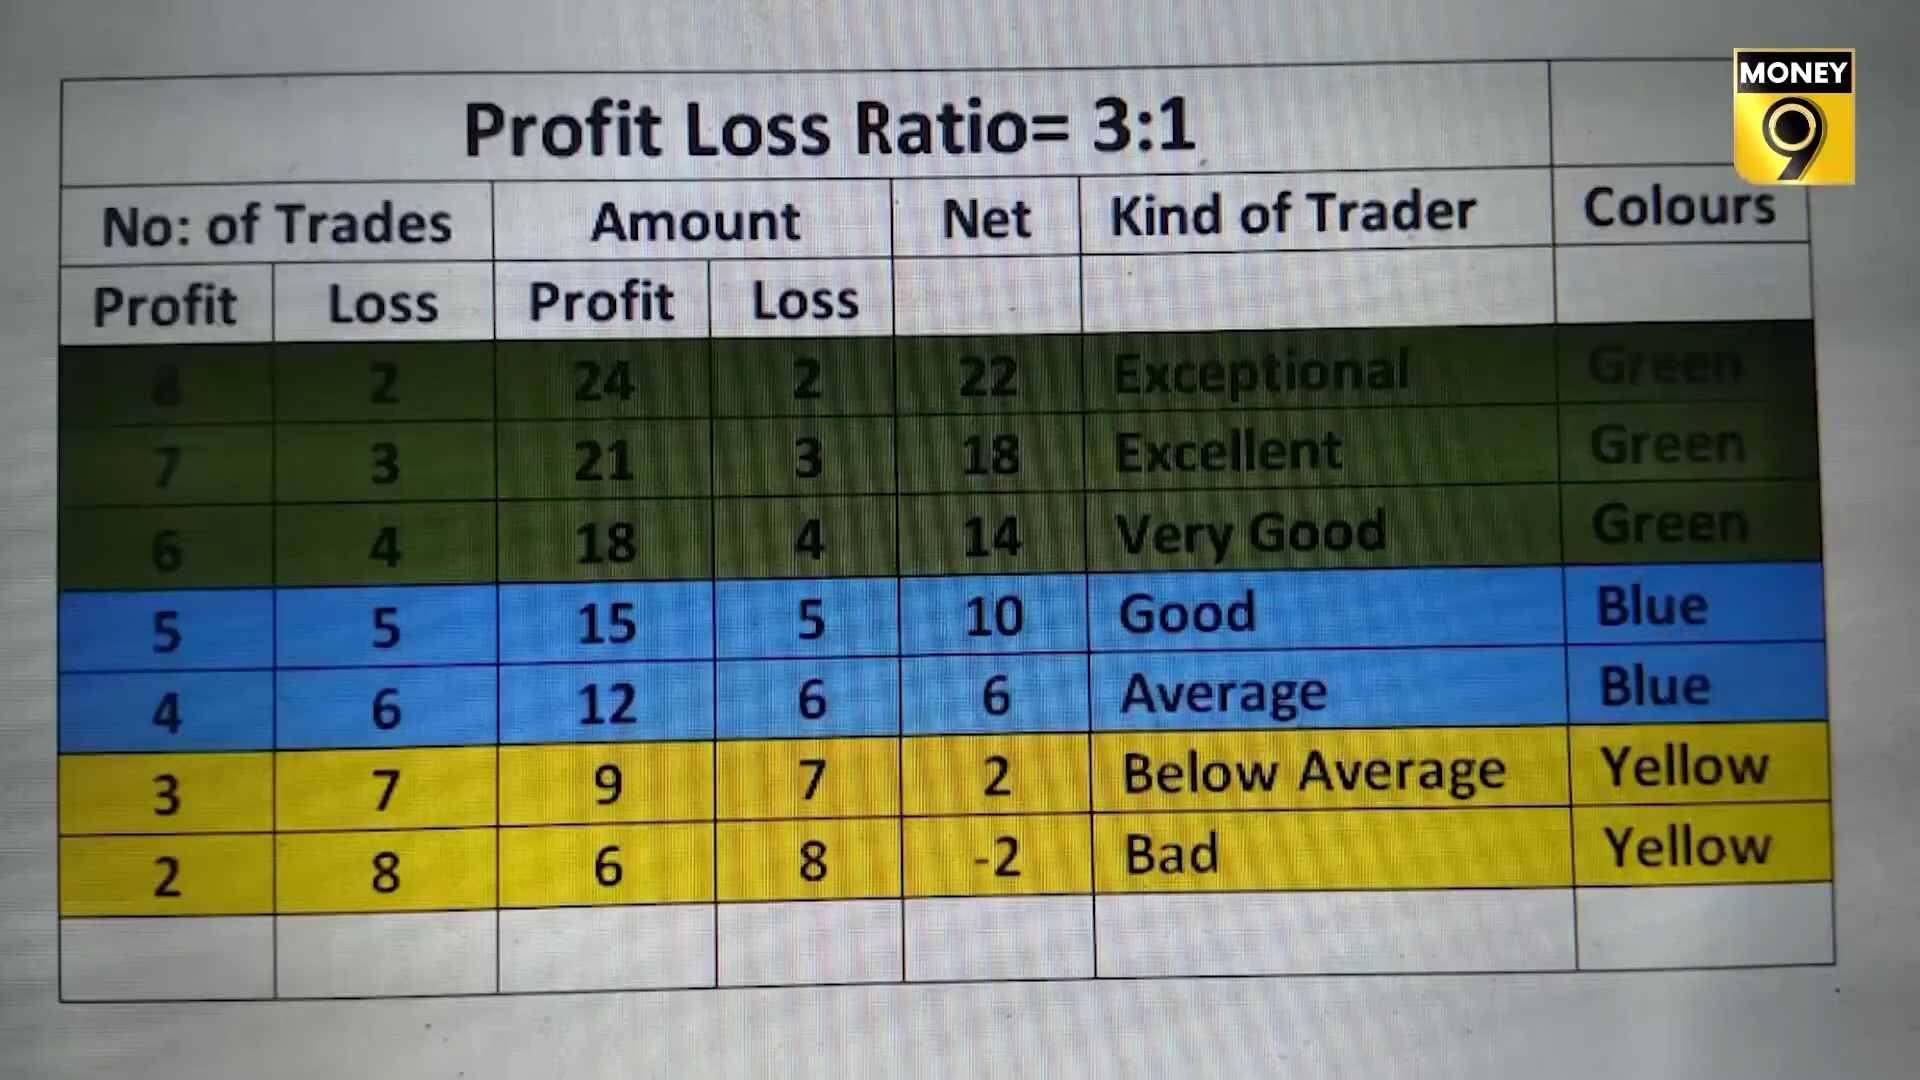 MONEY
9
Profit Loss Ratio= 3:1
No: of Trades Amount Net Kind of Trader Colours
Profit Loss Profit Loss
8 2 24 2 22 Exceptional Green
7 3 21 3 18 Excellent Green
6 4 18 4 14 Very Good Green
5 5 15 5 10 Good Blue
4 6 12 6 6 Average Blue
3 7 9 7 2 Below Average Yellow
2 8 6 8 -2 Bad Yellow